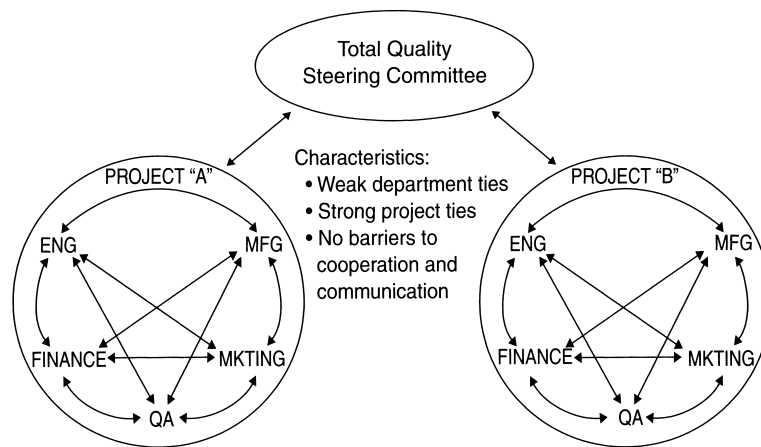 Total Quality
Steering Committee
Characteristics:
• Weak department ties
• Strong project ties
• No barriers to
cooperation and
communication
PROJECT “A”
ENG
MFG
FINANCE
MKTING
QA
PROJECT “B”
ENG
MFG
FINANCE
MKTING
QA